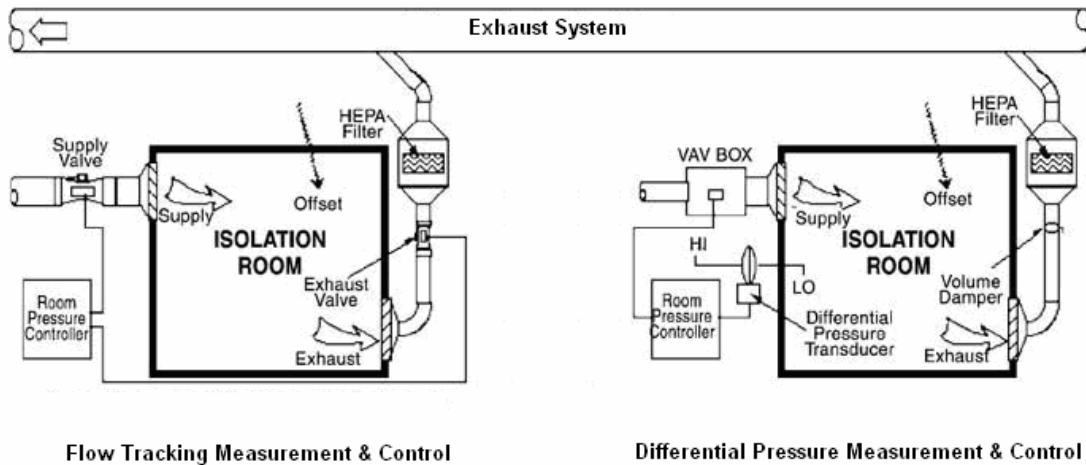 Exhaust System
HEPA
Filter
Supply
Valve
Offset
Supply
ISOLATION
ROOM
Exhaust
Valve
Room
Pressure
Controller
Exhaust
Flow Tracking Measurement & Control
HEPA
Filter
VAV BOX
Offset
Supply
ISOLATION
ROOM
HI
LO
Volume
Damper
Room
Pressure
Controller
Differential
Pressure
Transducer
Exhaust
Differential Pressure Measurement & Control